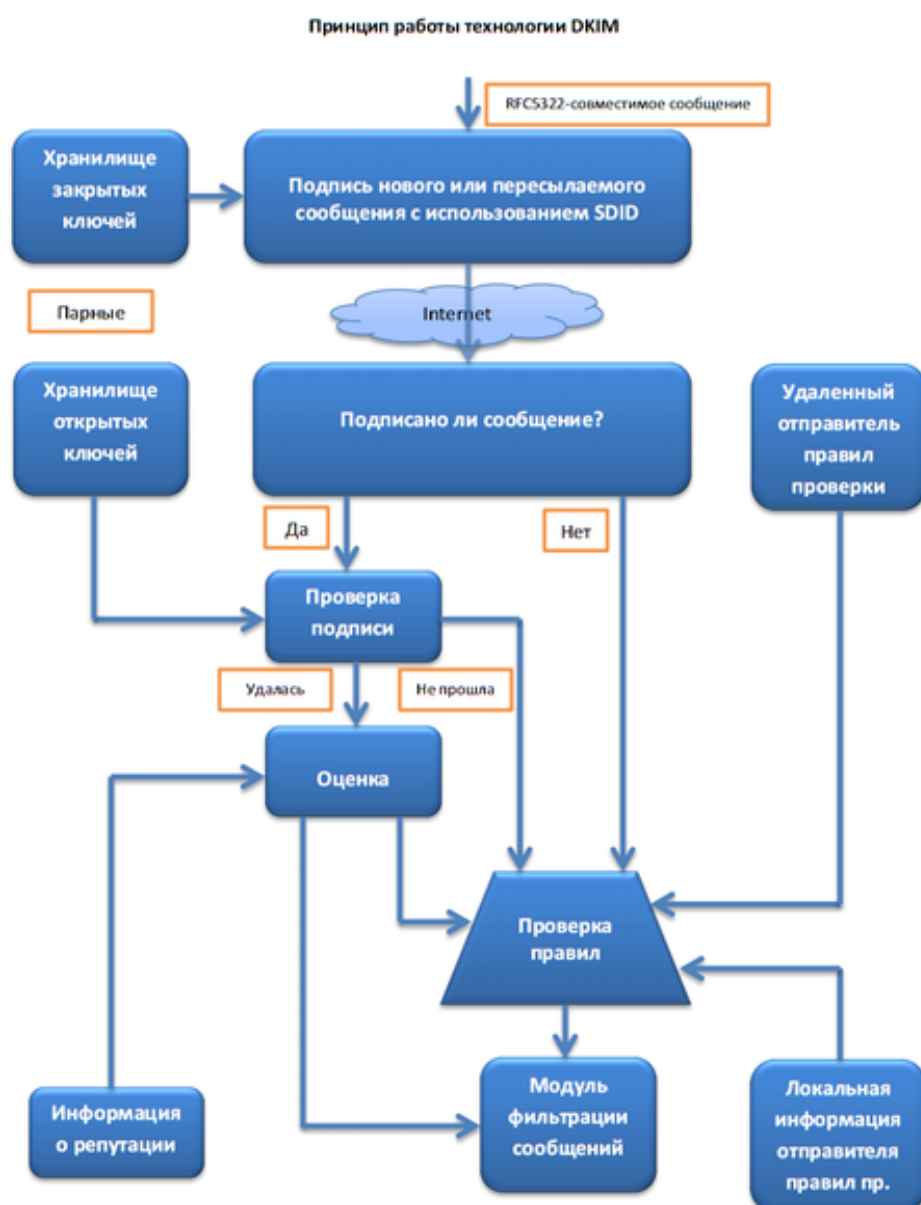 Принцип работы технологии DKIM
RFC5322-совместимое сообщение
Хранилище
закрытых
ключей
Подпись нового или пересылаемого
сообщения с использованием SDID
Парные
Internet
Хранилище
открытых
ключей
Подписано ли сообщение?
Удаленный
отправитель
правил
проверки
Да
Нет
Проверка
подписи
Удалась
Не прошла
Оценка
Проверка
правил
Информация
о репутации
Модуль
фильтрации
сообщений
Локальная
информация
отправителя
правил пр.